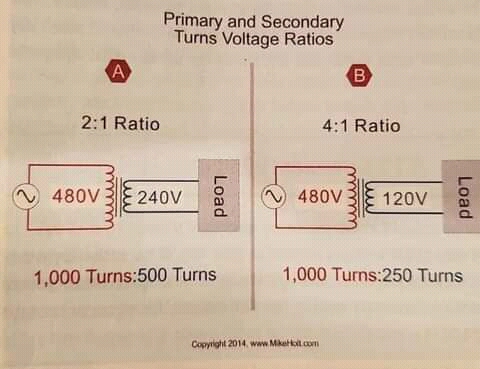 Primary and Secondary
Turns Voltage Ratios
A
2:1 Ratio
480V
240V
Load
1,000 Turns:500 Turns
B
4:1 Ratio
480V
120V
Load
1,000 Turns:250 Turns
Copyright 2014, www.MikeHolt.com